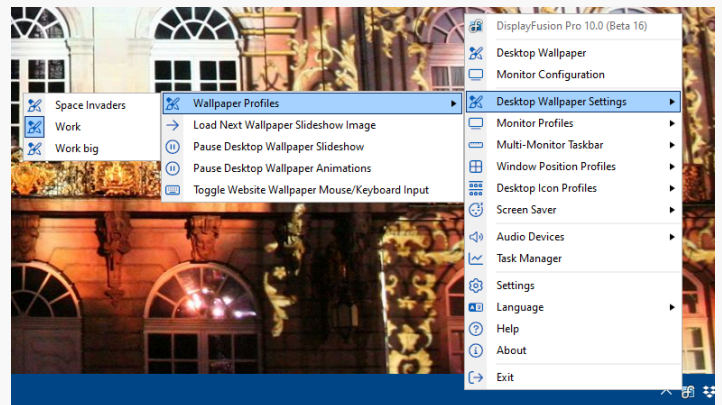 DisplayFusion Pro 10.0 (Beta 16)
Desktop Wallpaper
Monitor Configuration
Desktop Wallpaper Settings
Monitor Profiles
Multi-Monitor Taskbar
Window Position Profiles
Desktop Icon Profiles
Screen Saver
Audio Devices
Task Manager
Settings
Language
Help
About
Exit
Wallpaper Profiles
Load Next Wallpaper Slideshow Image
Pause Desktop Wallpaper Slideshow
Pause Desktop Wallpaper Animations
Toggle Website Wallpaper Mouse/Keyboard Input
Space Invaders
Work
Work big